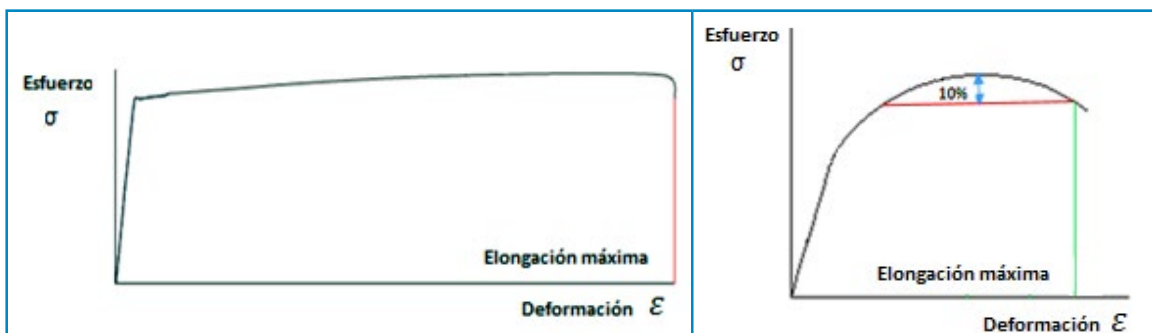 Esfuerzo
σ
Elongación máxima
Deformación ℰ
Esfuerzo
σ
10%
Elongación máxima
Deformación ℰ